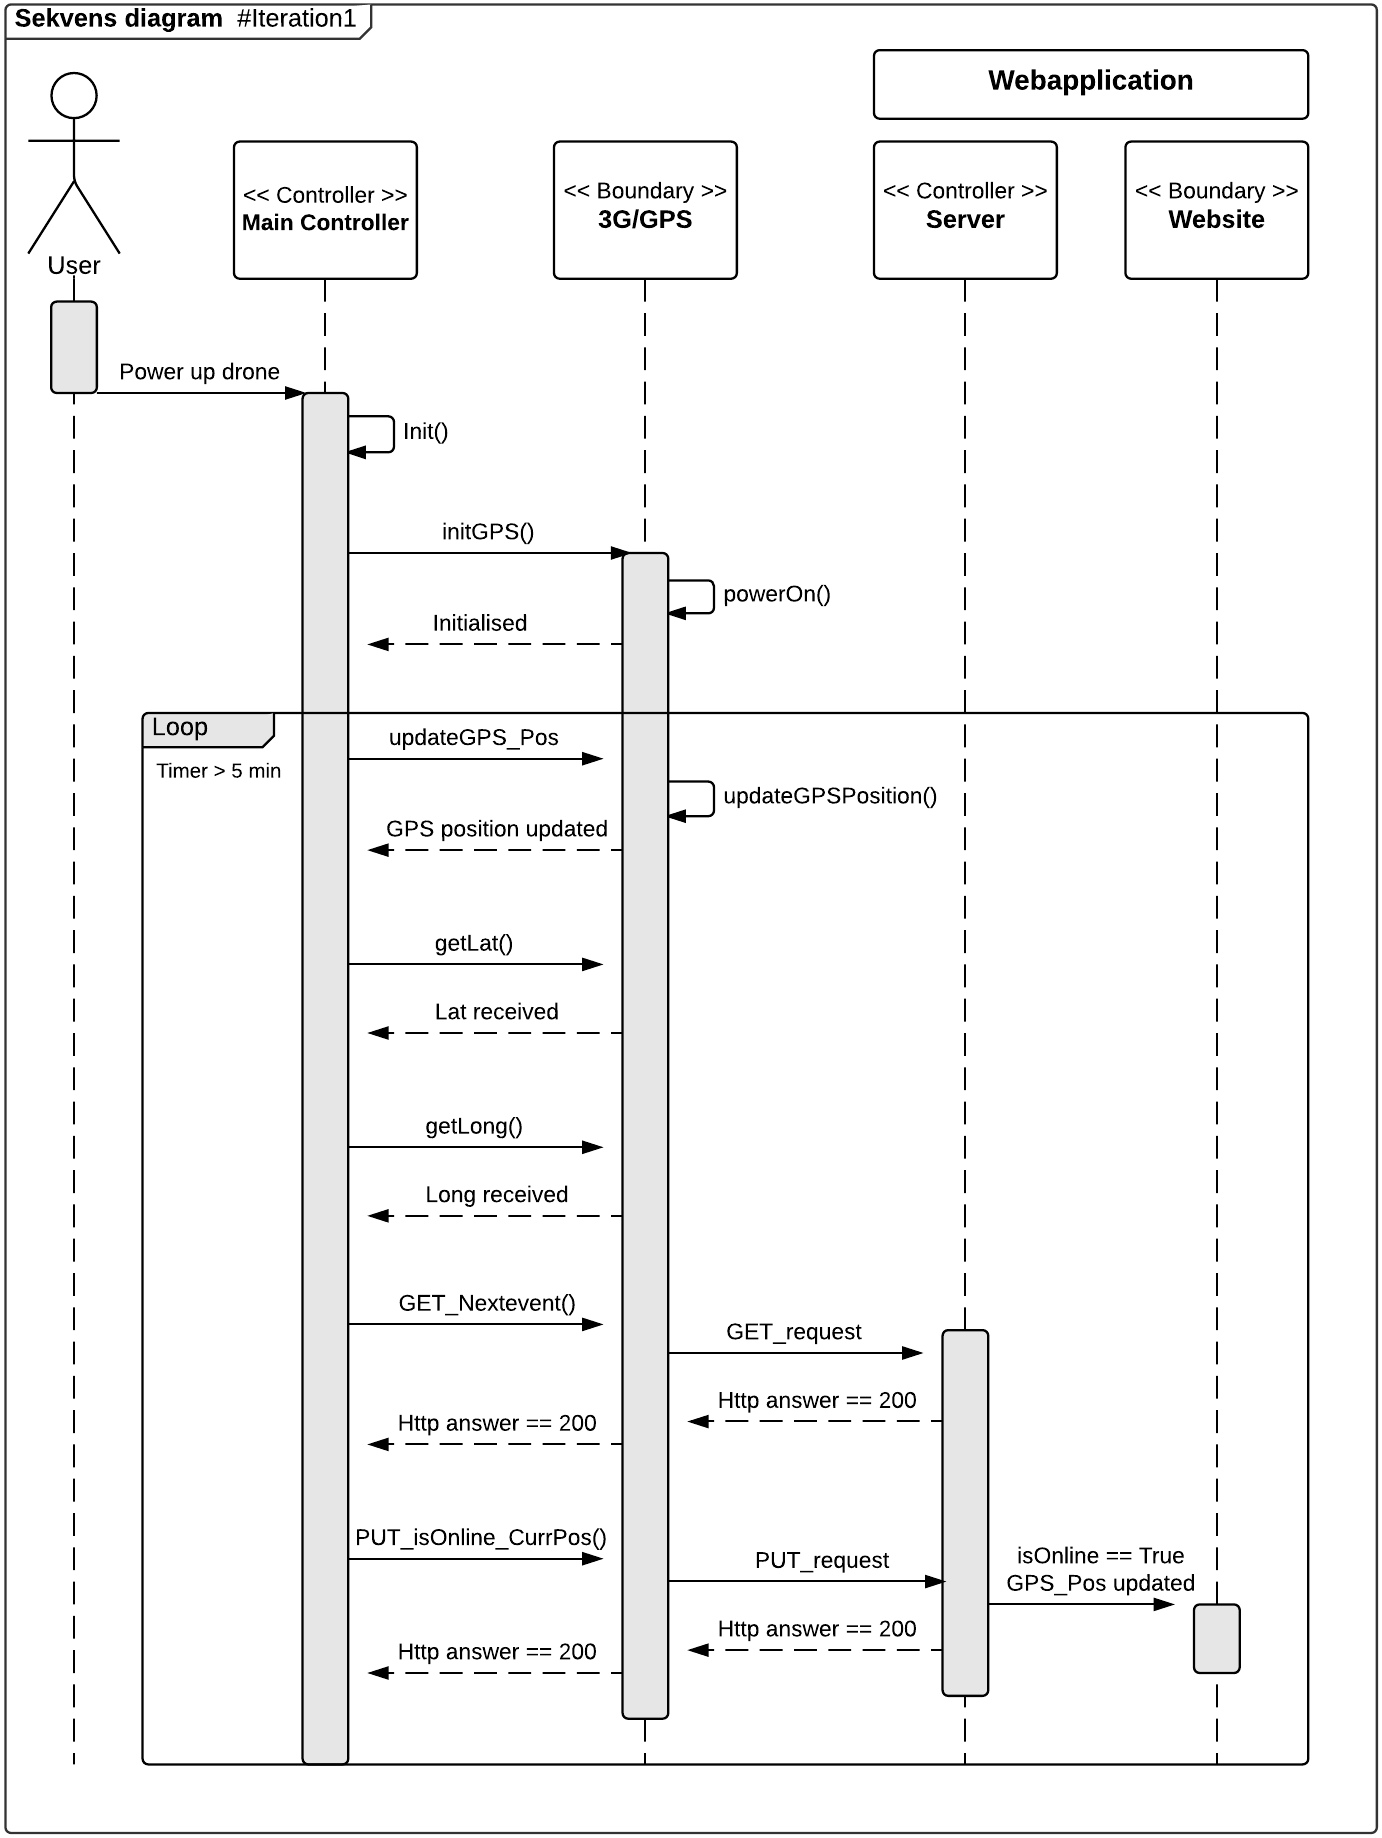 Sekvens diagram #Iteration1
Webapplication
User
<< Controller >>
Main Controller
<< Boundary >>
3G/GPS
<< Controller >>
Server
<< Boundary >>
Website
Power up drone
Init()
initGPS()
powerOn()
Initialised
Loop
Timer > 5 min
updateGPS_Pos
updateGPSPosition()
GPS position updated
getLat()
Lat received
getLong()
Long received
GET_Nextevent()
GET_request
Http answer == 200
Http answer == 200
PUT_isOnline_CurrPos()
PUT_request
isOnline == True
GPS_Pos updated
Http answer == 200
Http answer == 200